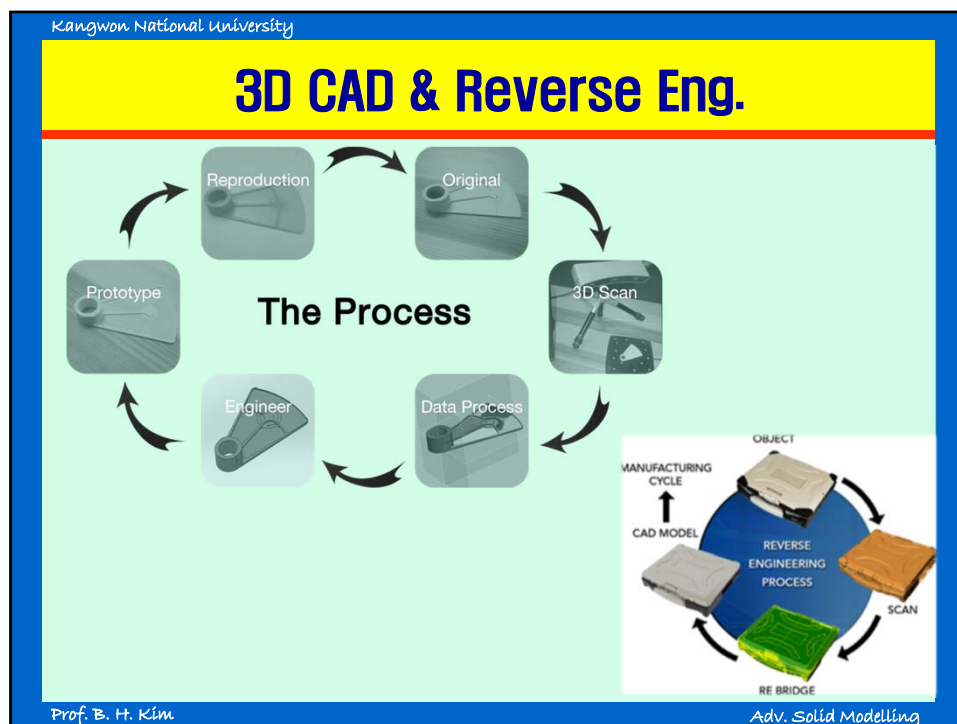 Kangwon National University
3D CAD & Reverse Eng.
Reproduction
Original
Prototype
The Process
3D Scan
Engineer
Data Process
OBJECT
MANUFACTURING
CYCLE
CAD MODEL
REVERSE
ENGINEERING
PROCESS
SCAN
RE BRIDGE
Prof. B. H. Kim
Adv. Solid Modelling